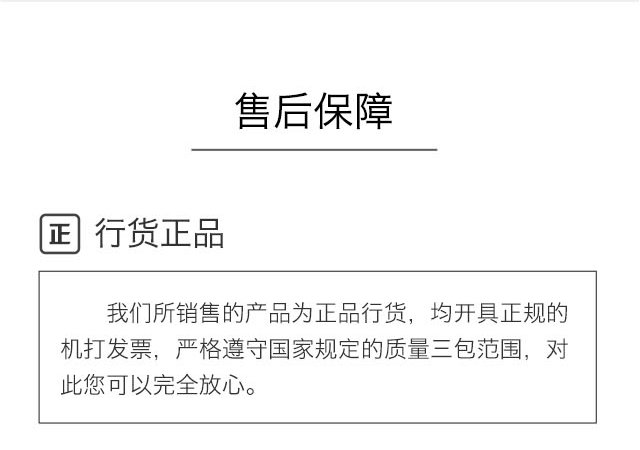 售后保障
正 行货正品
我们所销售的产品为正品行货，均开具正规的
机打发票，严格遵守国家规定的质量三包范围，对
此您可以完全放心。